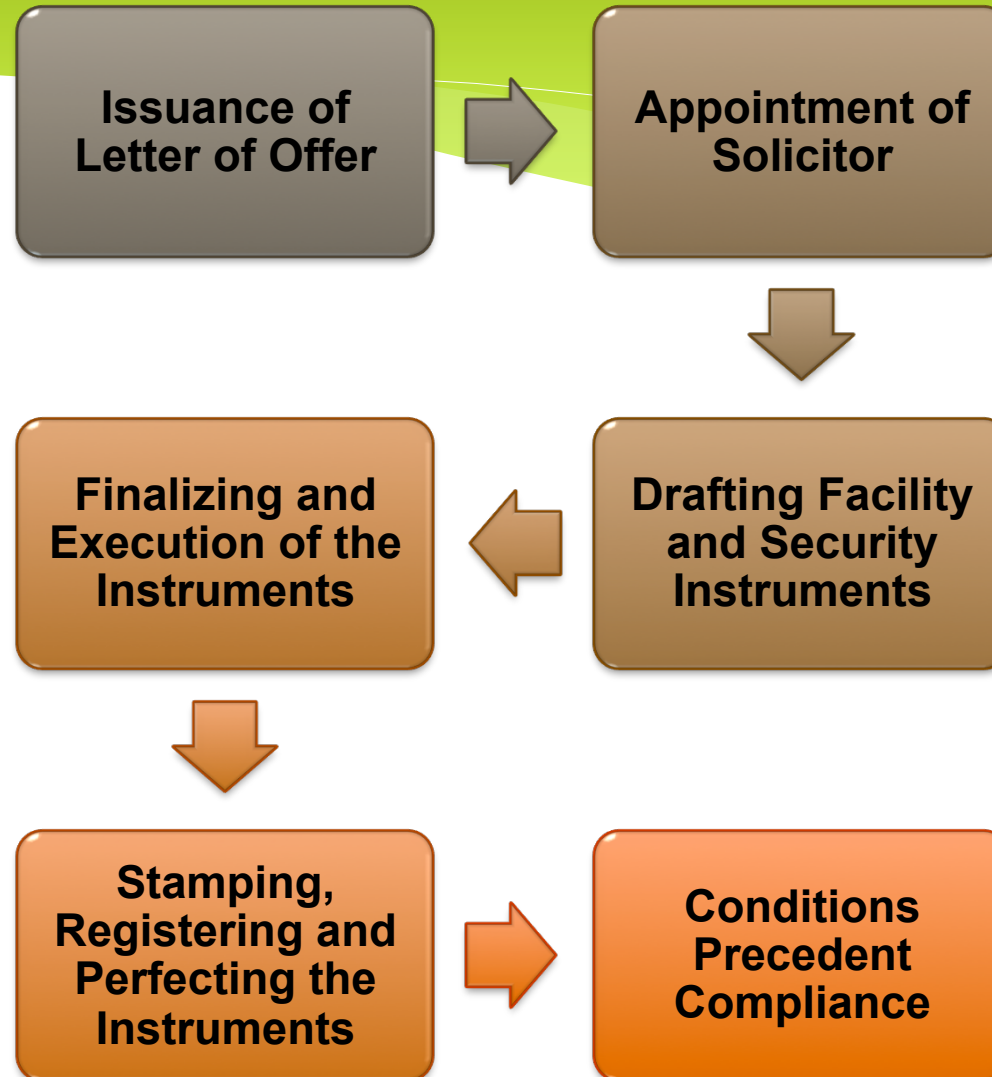 Issuance of
Letter of Offer
Appointment of
Solicitor
Drafting Facility
and Security
Instruments
Finalizing and
Execution of the
Instruments
Stamping,
Registering and
Perfecting the
Instruments
Conditions
Precedent
Compliance